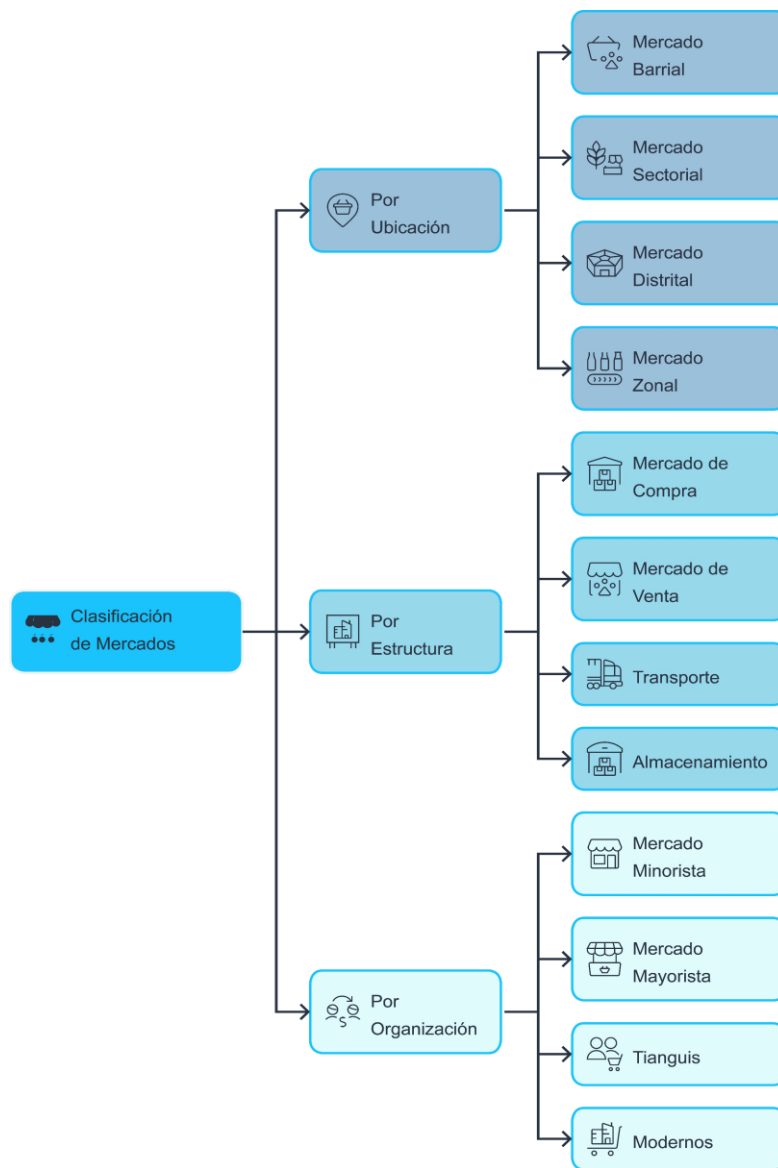 Clasificación
de Mercados
Por
Ubicación
Mercado
Barrial
Mercado
Sectorial
Mercado
Distrital
Mercado
Zonal
Por
Estructura
Mercado de
Compra
Mercado de
Venta
Transporte
Almacenamiento
Por
Organización
Mercado
Minorista
Mercado
Mayorista
Tianguis
Modernos